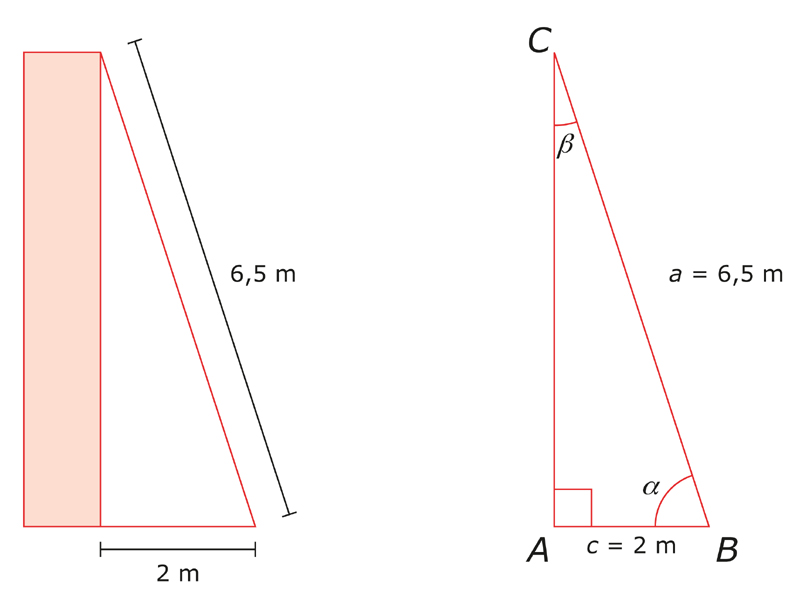 6,5 m
2 m
C
β
a = 6,5 m
α
A
c = 2 m
B